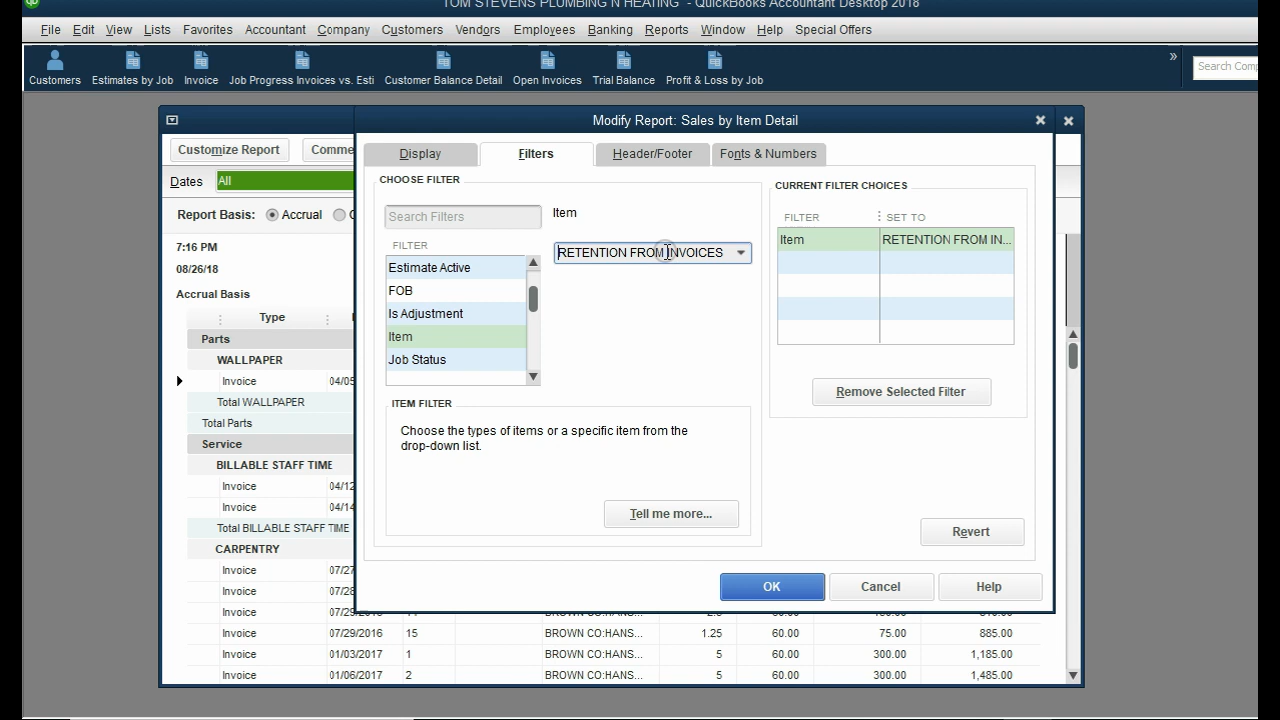 TOM STEVENS PLUMBING N HEATING - QuickBooks Accountant Desktop 2018
File Edit View Lists Favorites Accountant Company Customers Vendors Employees Banking Reports Window Help Special Offers
Customers Estimates by Job Invoice Job Progress Invoices vs. Esti Customer Balance Detail Open Invoices Trial Balance Profit & Loss by Job » Search Comp
Modify Report: Sales by Item Detail
Customize Report Comme
Display Filters Header/Footer Fonts & Numbers
Dates All
CHOOSE FILTER
CURRENT FILTER CHOICES
Report Basis: Accrual
Search Filters Item
FILTER SET TO
7:16 PM
FILTER RETENTION FROM INVOICES
Item RETENTION FROM IN...
08/26/18
Estimate Active
Accrual Basis
FOB
Type
Is Adjustment
Parts
Item
WALLPAPER
Job Status
Invoice 04/05
Remove Selected Filter
Total WALLPAPER
ITEM FILTER
Total Parts
Choose the types of items or a specific item from the
drop-down list.
Service
BILLABLE STAFF TIME
Invoice 04/12
Invoice 04/14
Tell me more...
Total BILLABLE STAFF TIME
Revert
CARPENTRY
Invoice 07/27
OK Cancel Help
Invoice 07/28
Invoice
Invoice 07/29/2016 15 BROWN CO:HANS... 1.25 60.00 75.00 885.00
Invoice 01/03/2017 1 BROWN CO:HANS... 5 60.00 300.00 1,185.00
Invoice 01/06/2017 2 BROWN CO:HANS... 5 60.00 300.00 1,485.00